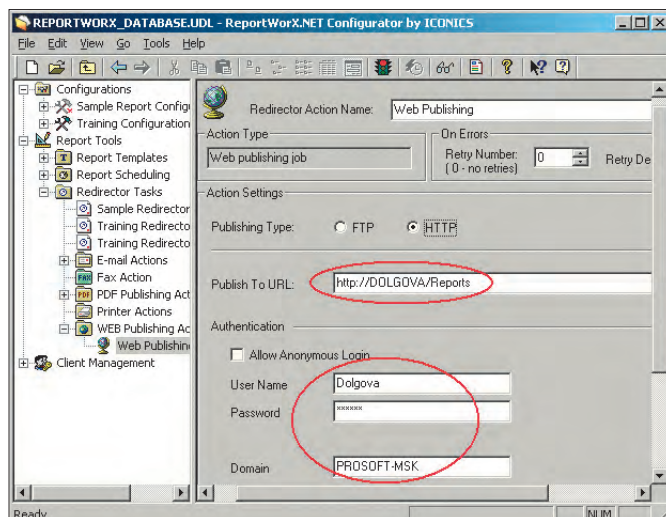 REPORTWORX_DATABASE.UDL - ReportWorX.NET Configurator by ICONICS
File Edit View Go Tools Help
Configurations
Sample Report Config
Training Configuration
Report Tools
Report Templates
Report Scheduling
Redirector Tasks
Sample Redirector
Training Redirecto
Training Redirecto
E-mail Actions
Fax Action
PDF Publishing Act
Printer Actions
WEB Publishing Ac
Web Publishin
Client Management
Redirector Action Name: Web Publishing
Action Type
Web publishing job
On Errors
Retry Number: 0 Retry De
( 0 - no retries)
Action Settings
Publishing Type: FTP HTTP
Publish To URL: http://DOLGOVA/Reports
Authentication
Allow Anonymous Login
User Name Dolgova
Password ******
Domain PROSOFT-MSK
Ready
NUM